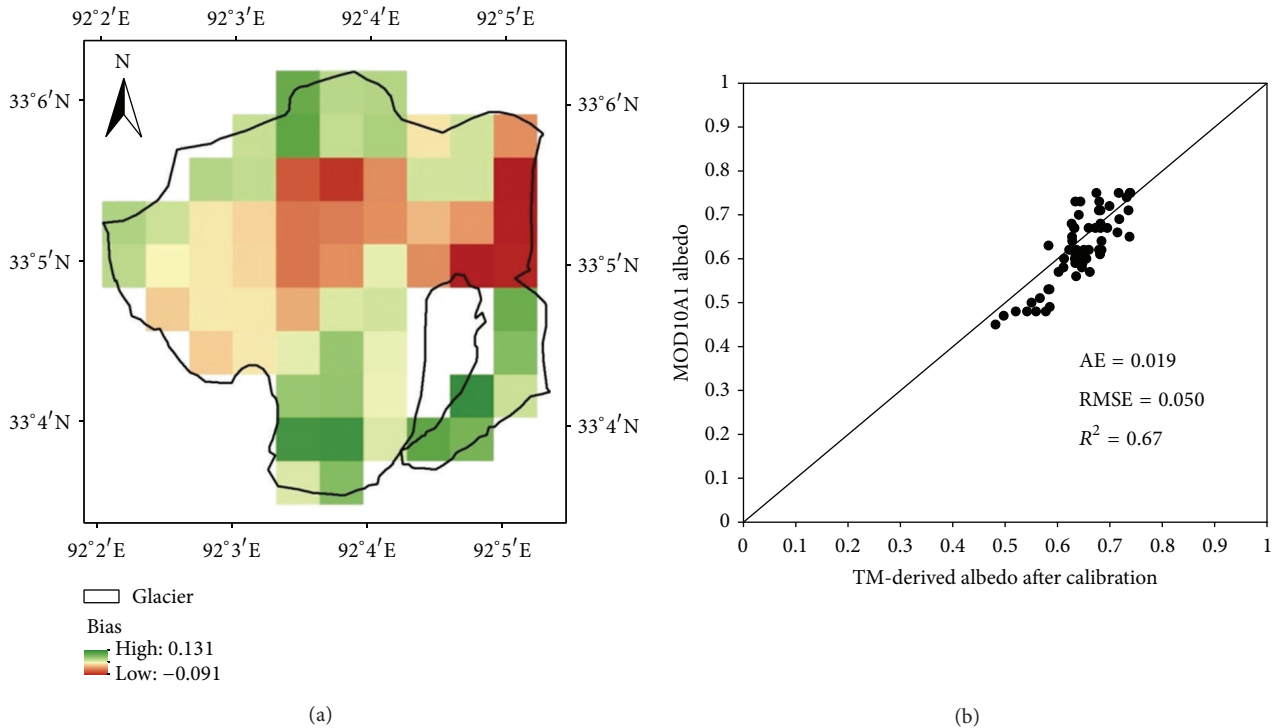 92°2′E 92°3′E 92°4′E 92°5′E
N
33°6′N 33°6′N
33°5′N 33°5′N
33°4′N 33°4′N
92°2′E 92°3′E 92°4′E 92°5′E
Glacier
Bias
High: 0.131
Low: −0.091
(a)
1
0.9
0.8
0.7
0.6
0.5
0.4
0.3
0.2
0.1
0
MOD10A1 albedo
AE = 0.019
RMSE = 0.050
R² = 0.67
0 0.1 0.2 0.3 0.4 0.5 0.6 0.7 0.8 0.9 1
TM-derived albedo after calibration
(b)